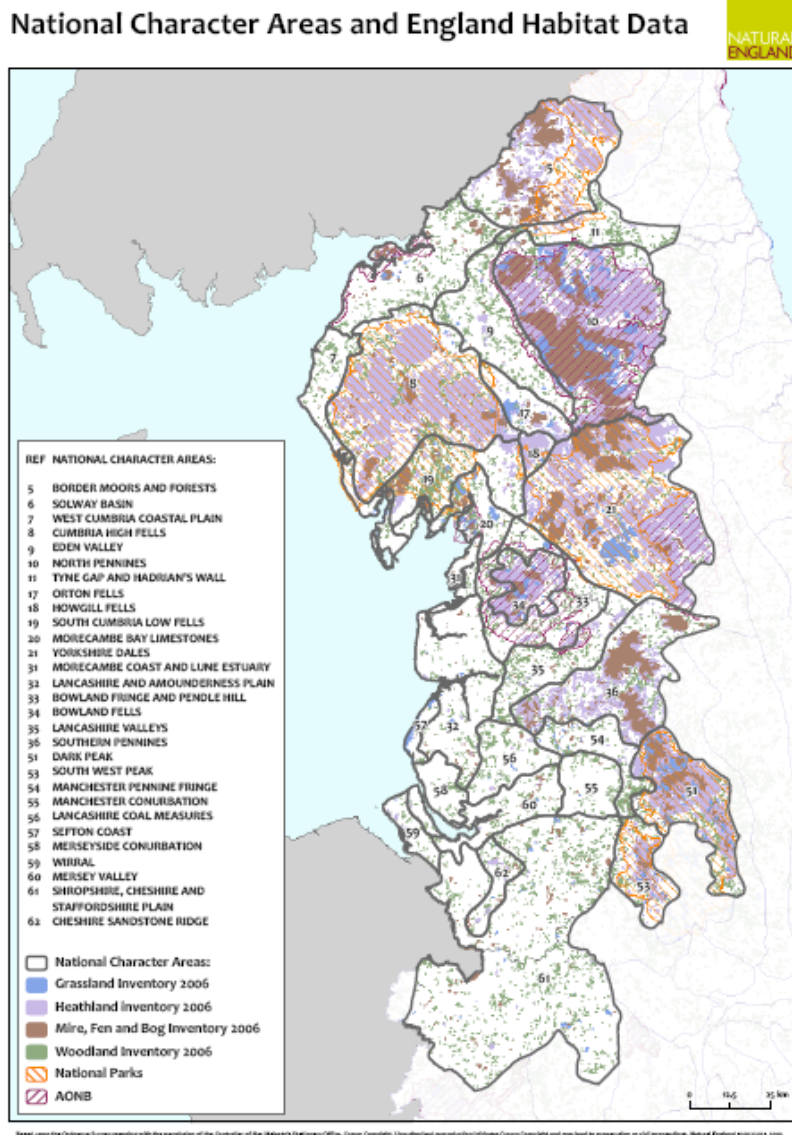 National Character Areas and England Habitat Data
NATURAL
ENGLAND
5
11
6
10
9
7
8
17
18
19
21
20
31
34
33
35
36
57
32
54
56
51
58
55
60
59
62
53
61
REF NATIONAL CHARACTER AREAS:
5 BORDER MOORS AND FORESTS
6 SOLWAY BASIN
7 WEST CUMBRIA COASTAL PLAIN
8 CUMBRIA HIGH FELLS
9 EDEN VALLEY
10 NORTH PENNINES
11 TYNE GAP AND HADRIAN'S WALL
17 ORTON FELLS
18 HOWGILL FELLS
19 SOUTH CUMBRIA LOW FELLS
20 MORECAMBE BAY LIMESTONES
21 YORKSHIRE DALES
31 MORECAMBE COAST AND LUNE ESTUARY
32 LANCASHIRE AND AMOUNDERNESS PLAIN
33 BOWLAND FRINGE AND PENDLE HILL
34 BOWLAND FELLS
35 LANCASHIRE VALLEYS
36 SOUTHERN PENNINES
51 DARK PEAK
53 SOUTH WEST PEAK
54 MANCHESTER PENNINE FRINGE
55 MANCHESTER CONURBATION
56 LANCASHIRE COAL MEASURES
57 SEFTON COAST
58 MERSEYSIDE CONURBATION
59 WIRRAL
60 MERSEY VALLEY
61 SHROPSHIRE, CHESHIRE AND
STAFFORDSHIRE PLAIN
62 CHESHIRE SANDSTONE RIDGE
National Character Areas:
Grassland Inventory 2006
Heathland inventory 2006
Mire, Fen and Bog Inventory 2006
Woodland Inventory 2006
National Parks
AONB
0 12.5 25 km